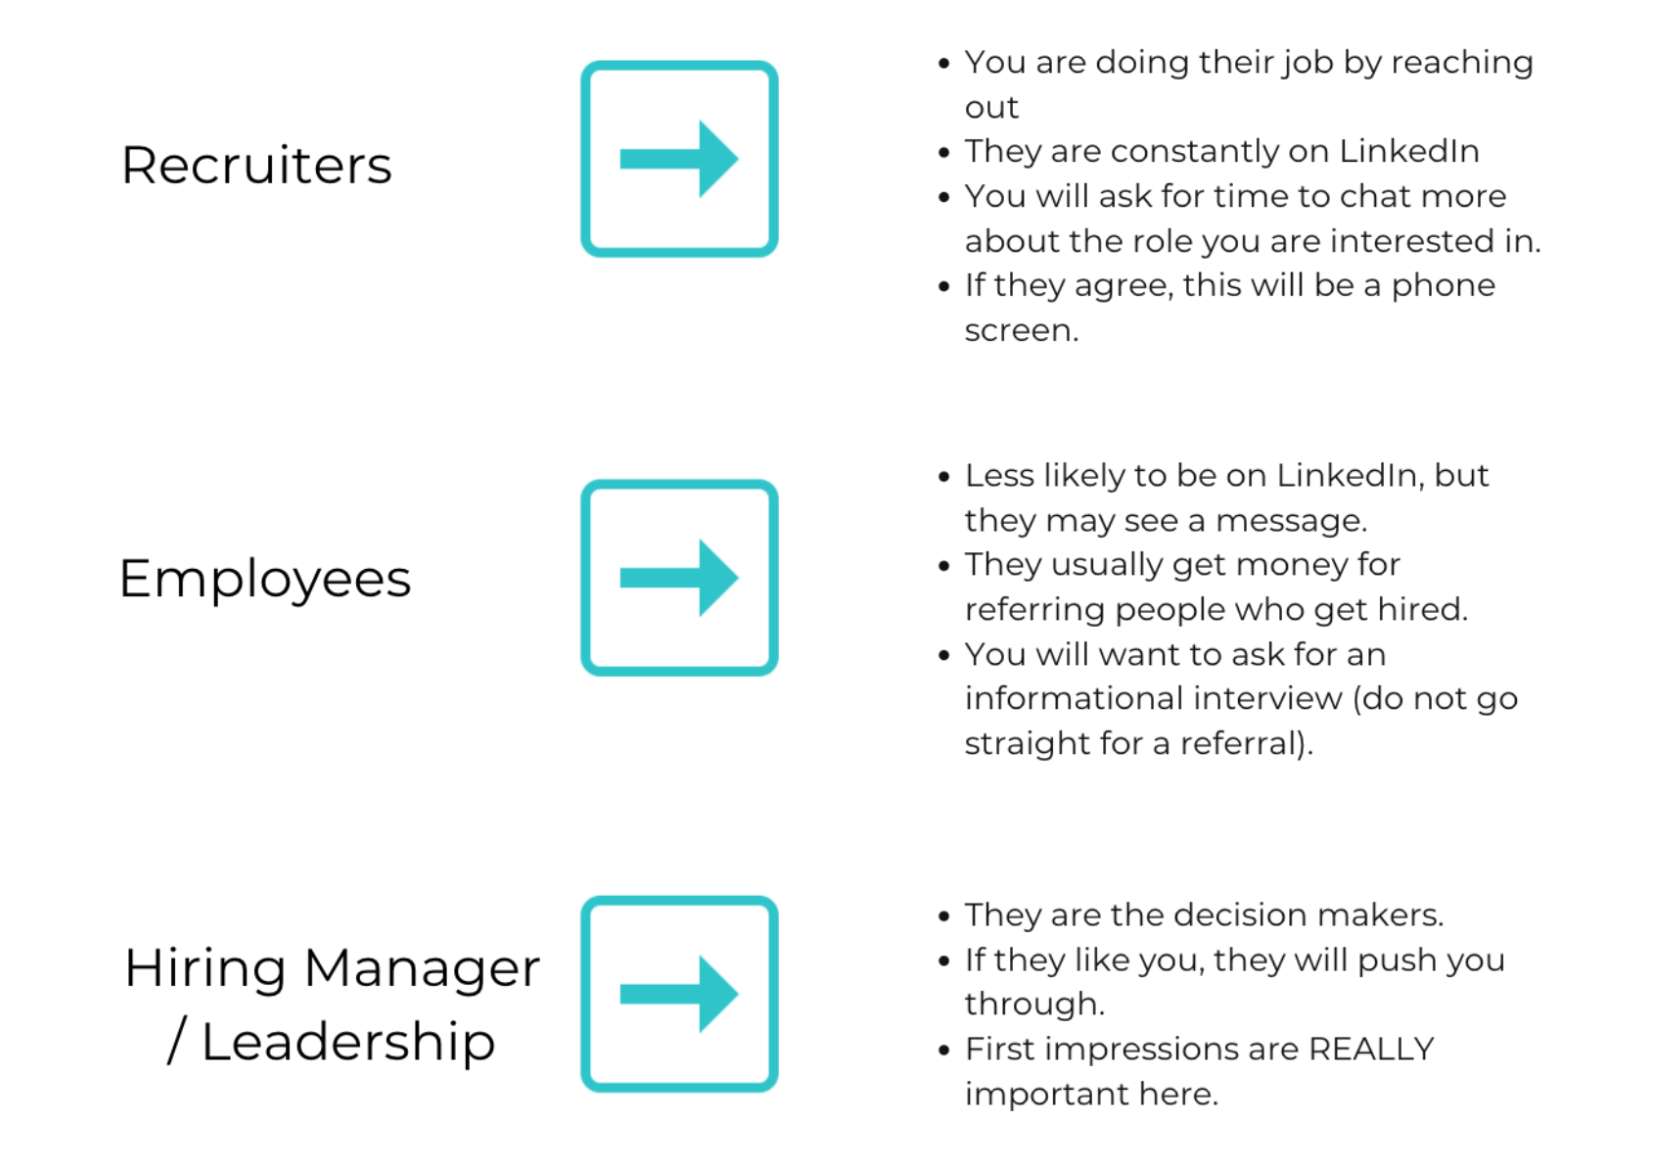 Recruiters
• You are doing their job by reaching
out
• They are constantly on LinkedIn
• You will ask for time to chat more
about the role you are interested in.
• If they agree, this will be a phone
screen.
Employees
• Less likely to be on LinkedIn, but
they may see a message.
• They usually get money for
referring people who get hired.
• You will want to ask for an
informational interview (do not go
straight for a referral).
Hiring Manager
/ Leadership
• They are the decision makers.
• If they like you, they will push you
through.
• First impressions are REALLY
important here.